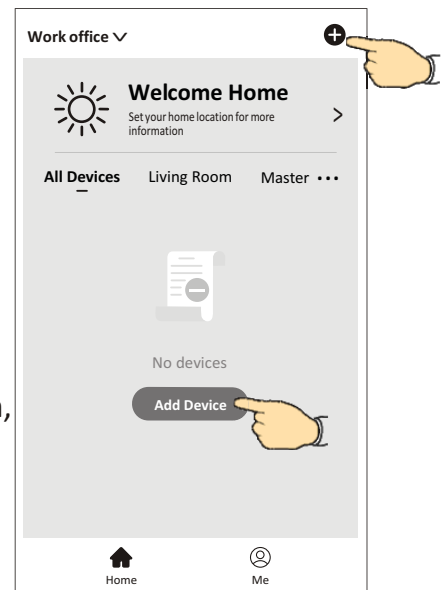 Work office
Welcome Home
Set your home location for more
information
All Devices Living Room Master
No devices
Add Device
Home Me